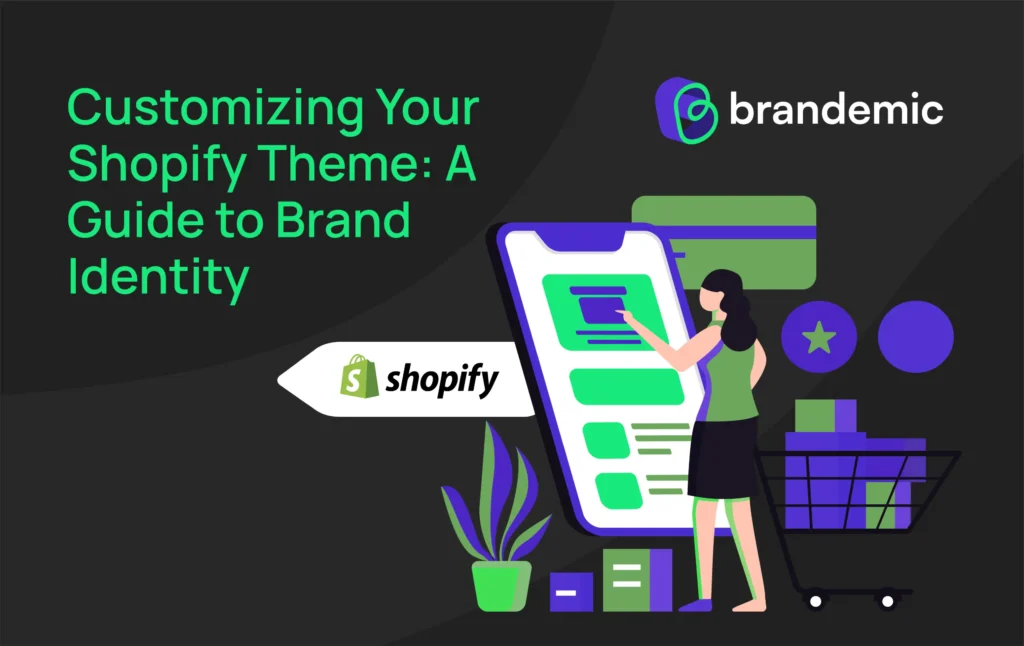 Customizing Your
Shopify Theme: A
Guide to Brand
Identity
brandemic
shopify